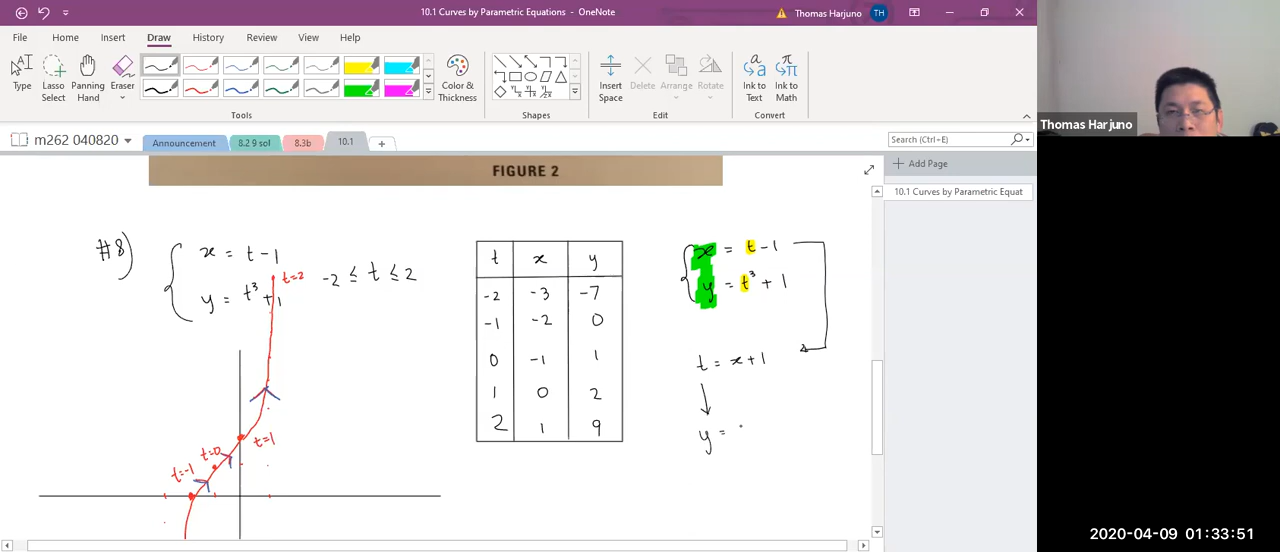 10.1 Curves by Parametric Equations - OneNote
Thomas Harjuno
TH
File Home Insert Draw History Review View Help
Type
Lasso Select
Panning Hand
Eraser
Color & Thickness
Insert Space
Delete
Arrange
Rotate
Ink to Text
Ink to Math
Tools
Shapes
Edit
Convert
m262 040820
Announcement
8.2 9 sol
8.3b
10.1
Search (Ctrl+E)
Add Page
10.1 Curves by Parametric Equat
Thomas Harjuno
FIGURE 2
#8)
x = t - 1
y = t³ + 1
-2 ≤ t ≤ 2
t=2
t=1
t=0
t=-1
t x y
-2 -3 -7
-1 -2 0
0 -1 1
1 0 2
2 1 9
x = t - 1
y = t³ + 1
t = x + 1
y =
2020-04-09 01:33:51